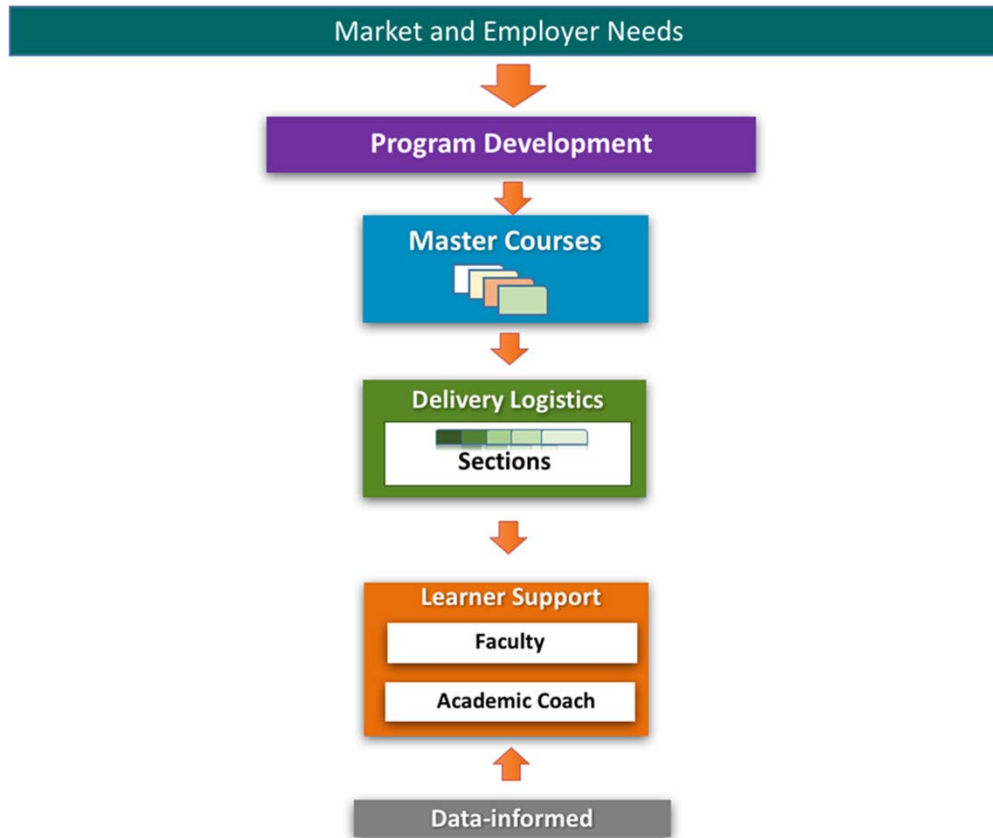 Market and Employer Needs
Program Development
Master Courses
Delivery Logistics
Sections
Learner Support
Faculty
Academic Coach
Data-informed